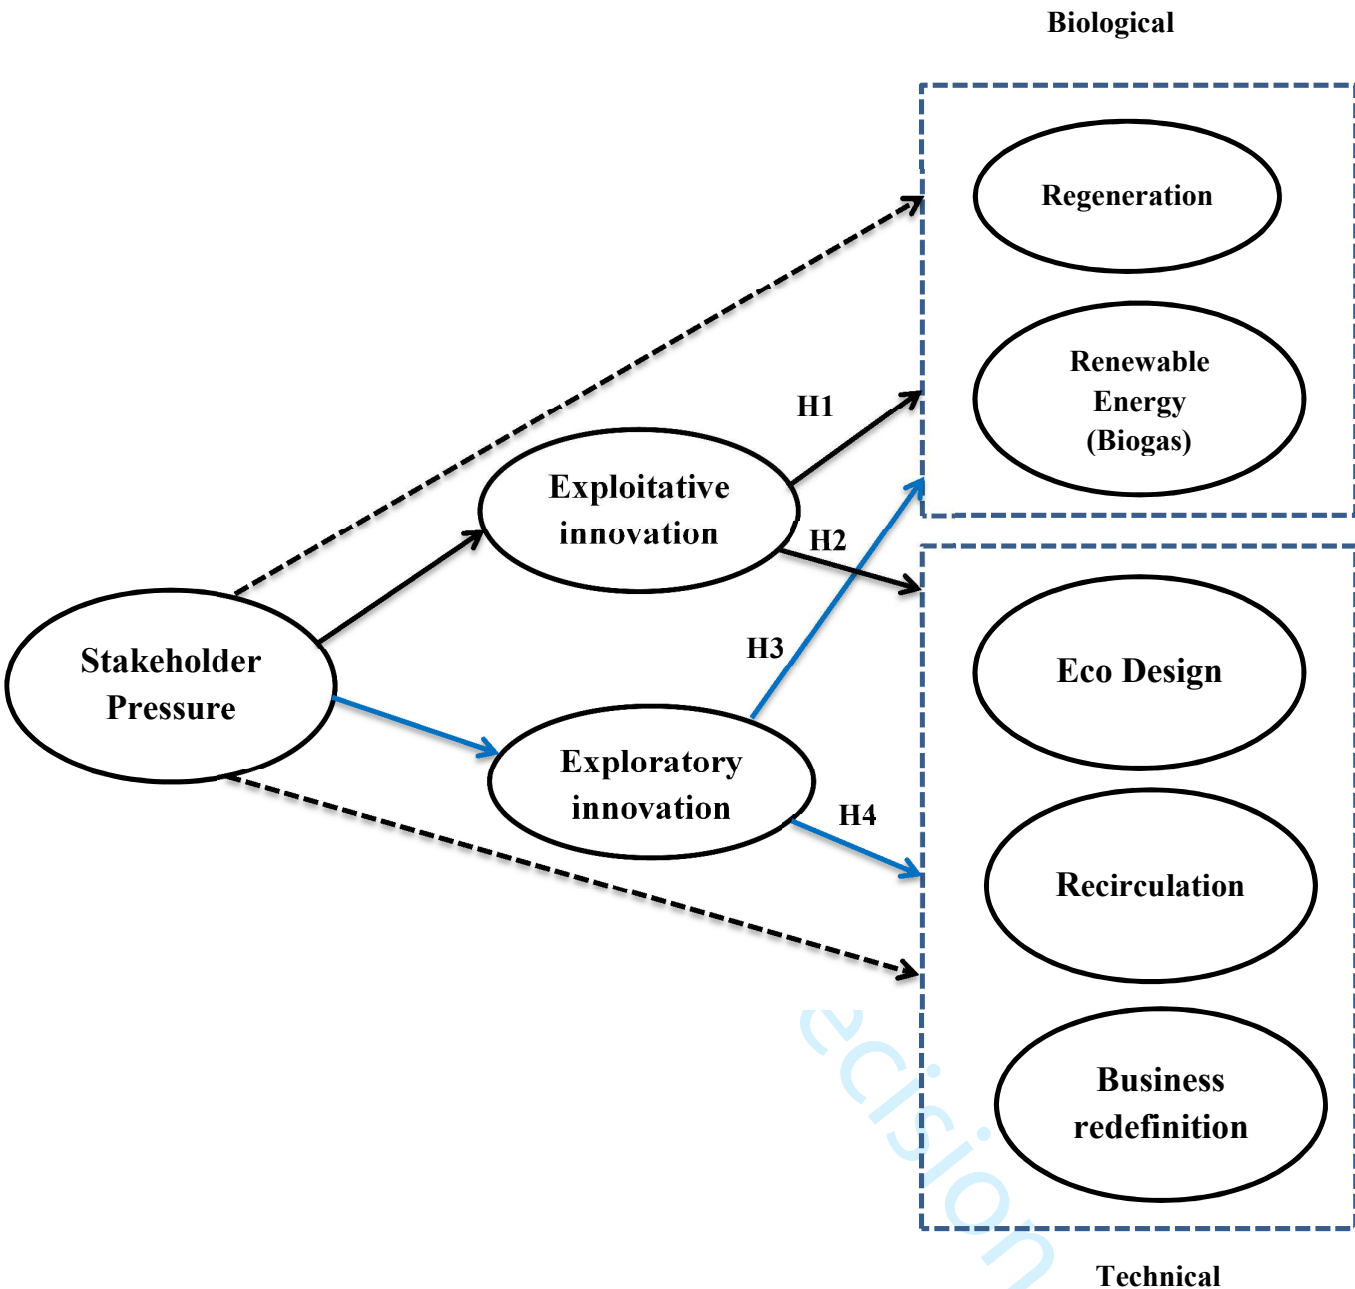 Biological
Regeneration
Renewable
Energy
(Biogas)
H1
Exploitative
innovation
H2
H3
Stakeholder
Pressure
Eco Design
Exploratory
innovation
H4
Recirculation
Business
redefinition
ecision
Technical